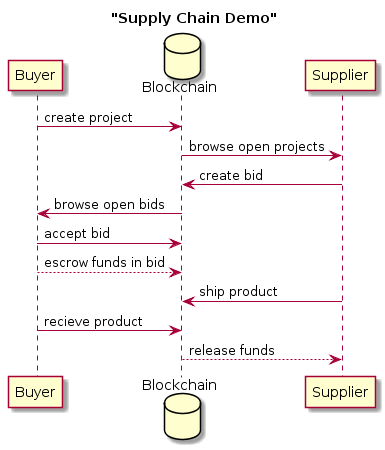 "Supply Chain Demo"
Buyer
Blockchain
Supplier
create project
browse open projects
create bid
browse open bids
accept bid
escrow funds in bid
ship product
recieve product
release funds
Buyer
Blockchain
Supplier